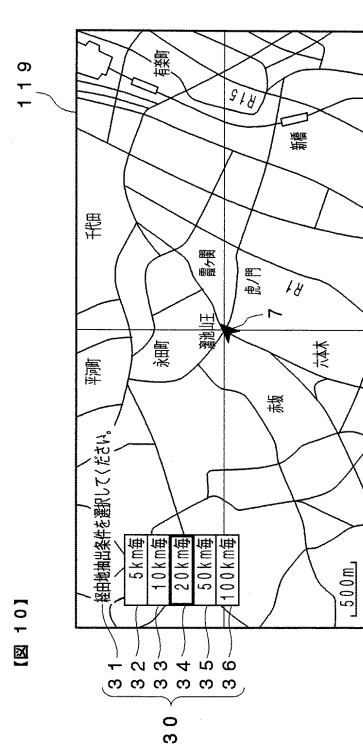 【図10】
119
経由地抽出条件を選択してください。
5km毎
10km毎
20km毎
50km毎
100km毎
30
31
32
33
34
35
36
平河町
千代田
有楽町
永田町
霞ケ関
溜池山王
虎ノ門
新橋
R15
R1
7
赤坂
六本木
500m